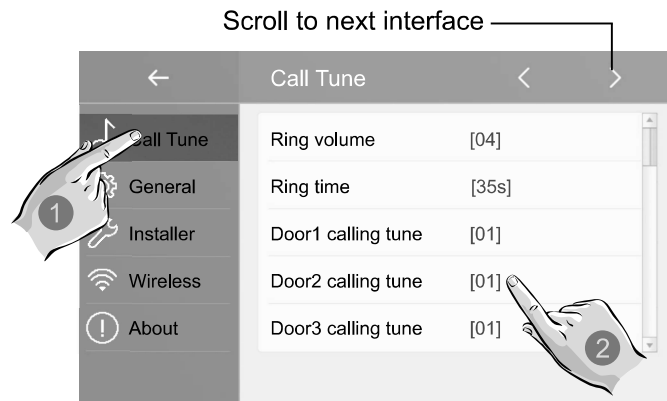 Scroll to next interface
Call Tune
Call Tune
General
Installer
Wireless
About
Ring volume [04]
Ring time [35s]
Door1 calling tune [01]
Door2 calling tune [01]
Door3 calling tune [01]
1
2